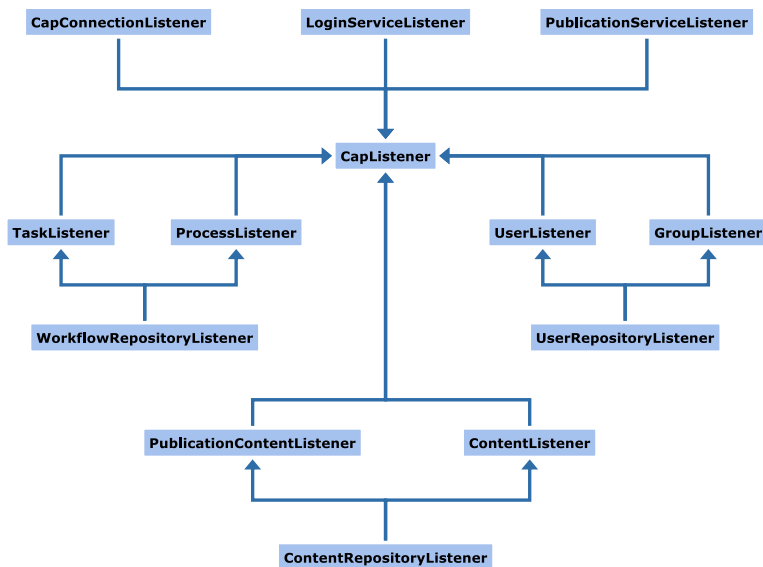 CapConnectionListener
LoginServiceListener
PublicationServiceListener
CapListener
TaskListener
ProcessListener
UserListener
GroupListener
WorkflowRepositoryListener
UserRepositoryListener
PublicationContentListener
ContentListener
ContentRepositoryListener